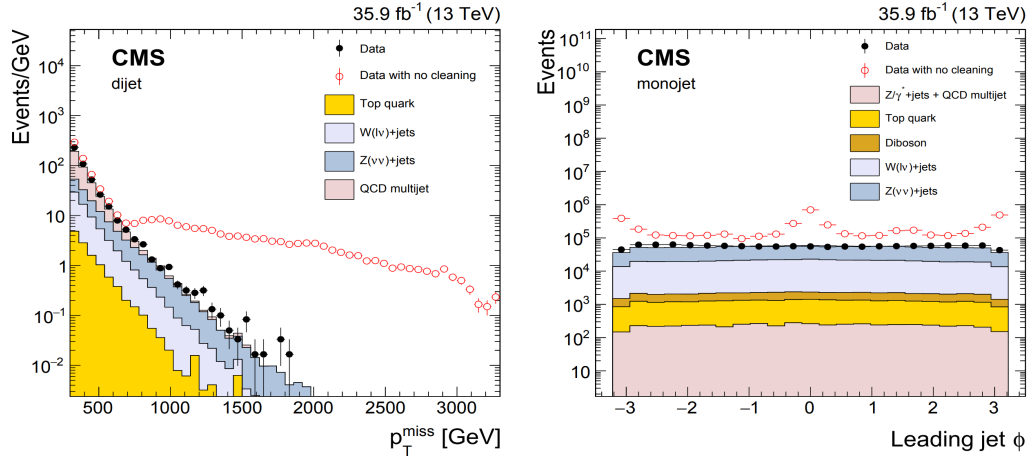 35.9 fb⁻¹ (13 TeV)
Events/GeV
CMS
dijet
Data
Data with no cleaning
Top quark
W(lν)+jets
Z(νν)+jets
QCD multijet
10⁴
10³
10²
10
1
10⁻¹
10⁻²
500 1000 1500 2000 2500 3000
p_T^miss [GeV]
35.9 fb⁻¹ (13 TeV)
Events
CMS
monojet
Data
Data with no cleaning
Z/γ*+jets + QCD multijet
Top quark
Diboson
W(lν)+jets
Z(νν)+jets
10¹¹
10¹⁰
10⁹
10⁸
10⁷
10⁶
10⁵
10⁴
10³
10²
10
−3 −2 −1 0 1 2 3
Leading jet ϕ